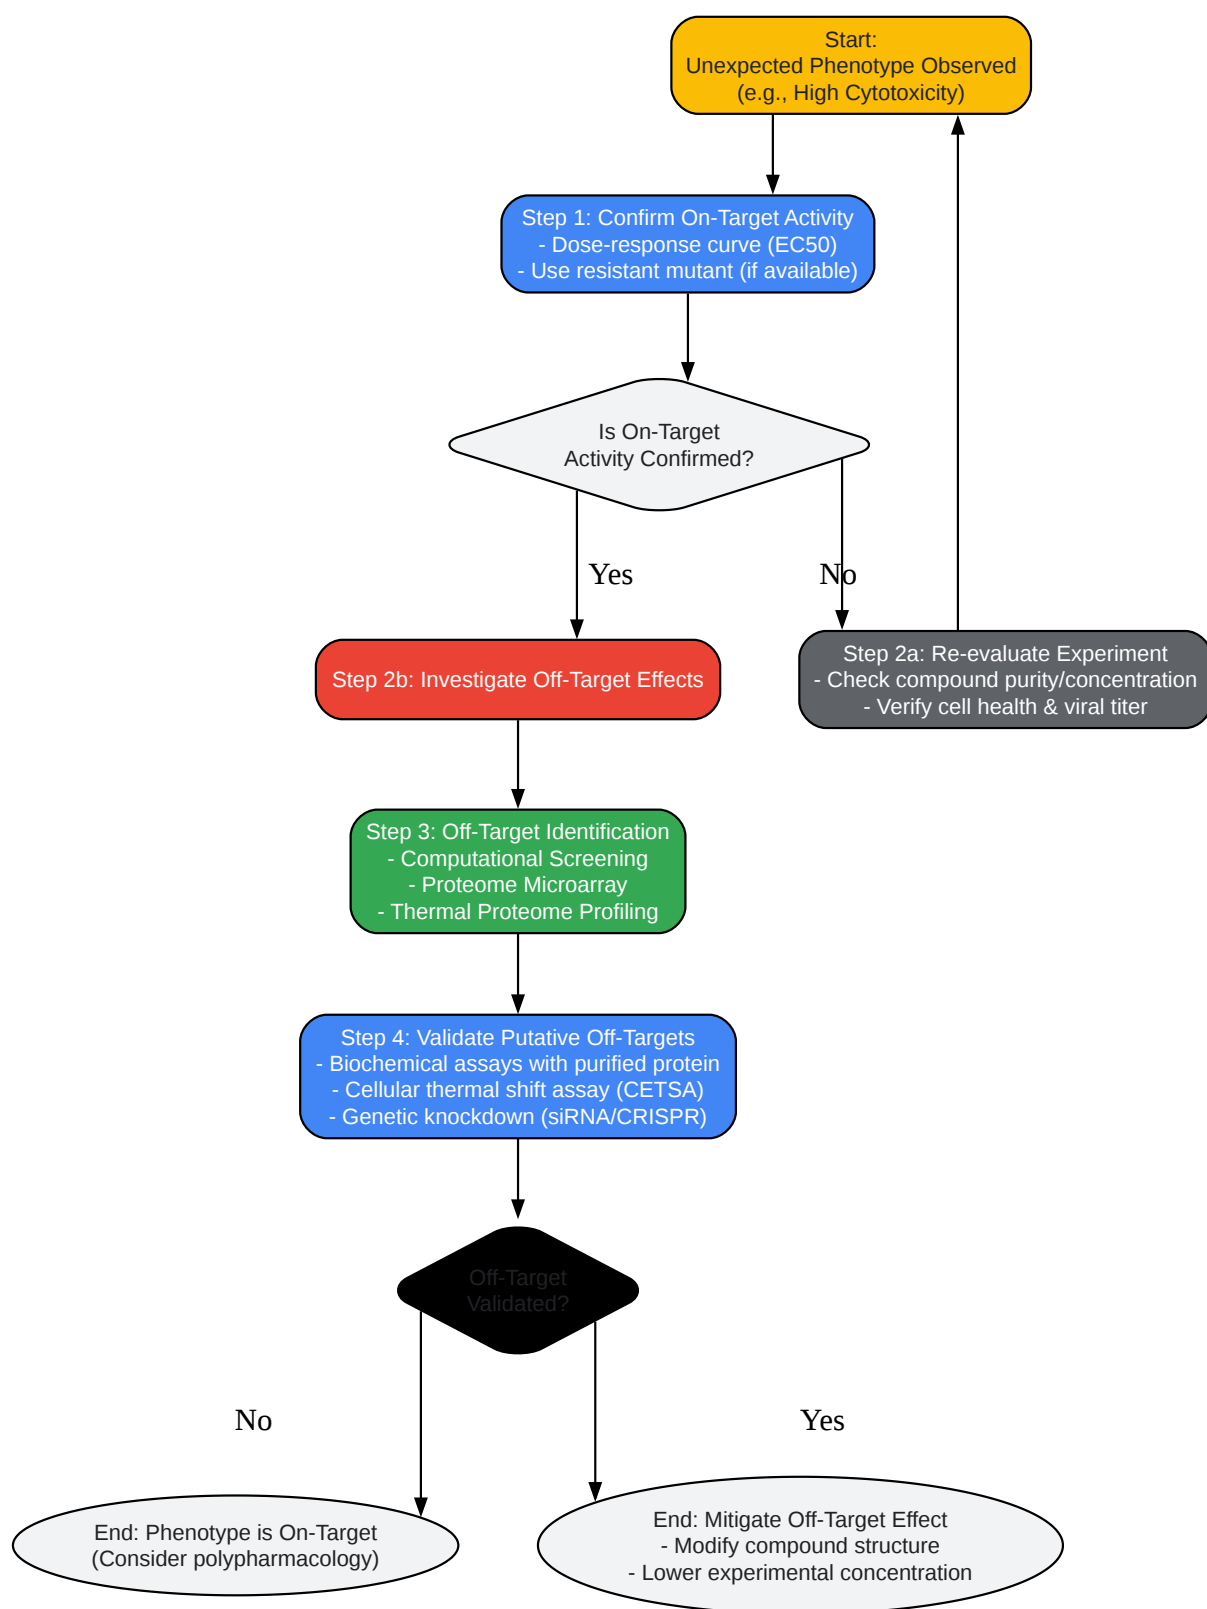 Start:
Unexpected Phenotype Observed
(e.g., High Cytotoxicity)
Step 1: Confirm On-Target Activity
- Dose-response curve (EC50)
- Use resistant mutant (if available)
Is On-Target
Activity Confirmed?
Yes
No
Step 2b: Investigate Off-Target Effects
Step 2a: Re-evaluate Experiment
- Check compound purity/concentration
- Verify cell health & viral titer
Step 3: Off-Target Identification
- Computational Screening
- Proteome Microarray
- Thermal Proteome Profiling
Step 4: Validate Putative Off-Targets
- Biochemical assays with purified protein
- Cellular thermal shift assay (CETSA)
- Genetic knockdown (siRNA/CRISPR)
Off-Target
Validated?
No
Yes
End: Phenotype is On-Target
(Consider polypharmacology)
End: Mitigate Off-Target Effect
- Modify compound structure
- Lower experimental concentration